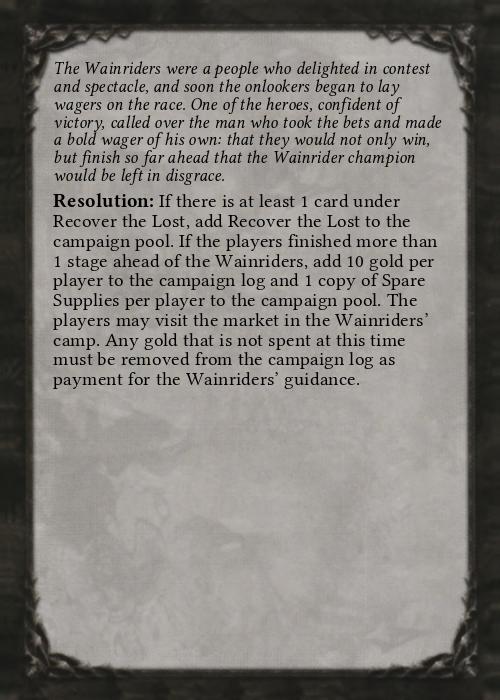 The Wainriders were a people who delighted in contest
and spectacle, and soon the onlookers began to lay
wagers on the race. One of the heroes, confident of
victory, called over the man who took the bets and made
a bold wager of his own: that they would not only win,
but finish so far ahead that the Wainrider champion
would be left in disgrace.
Resolution: If there is at least 1 card under
Recover the Lost, add Recover the Lost to the
campaign pool. If the players finished more than
1 stage ahead of the Wainriders, add 10 gold per
player to the campaign log and 1 copy of Spare
Supplies per player to the campaign pool. The
players may visit the market in the Wainriders’
camp. Any gold that is not spent at this time
must be removed from the campaign log as
payment for the Wainriders’ guidance.